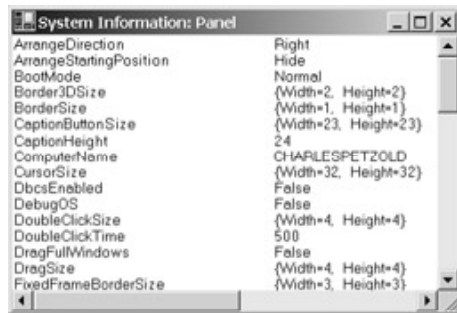 System Information: Panel
ArrangeDirection Right
ArrangeStartingPosition Hide
BootMode Normal
Border3DSize {Width=2, Height=2}
BorderSize {Width=1, Height=1}
CaptionButtonSize {Width=23, Height=23}
CaptionHeight 24
ComputerName CHARLESPETZOLD
CursorSize {Width=32, Height=32}
DbcsEnabled False
DebugOS False
DoubleClickSize {Width=4, Height=4}
DoubleClickTime 500
DragFullWindows False
DragSize {Width=4, Height=4}
FixedFrameBorderSize {Width=3, Height=3}